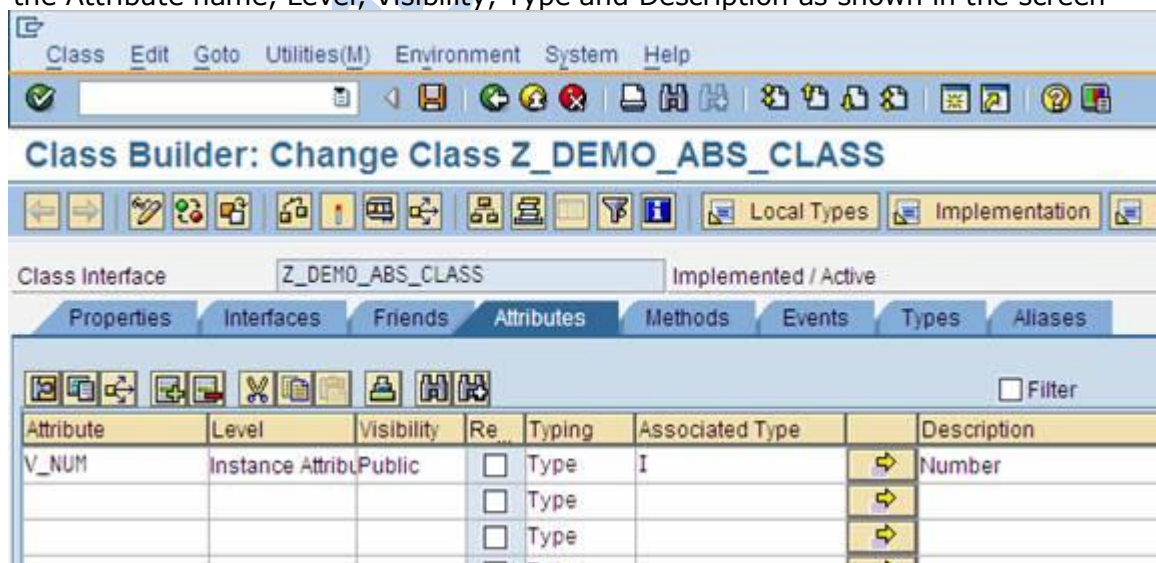 the Attribute name, Level, Visibility, Type and Description as shown in the screen
Class Edit Goto Utilities(M) Environment System Help
Class Builder: Change Class Z_DEMO_ABS_CLASS
Local Types Implementation
Class Interface Z_DEMO_ABS_CLASS Implemented / Active
Properties Interfaces Friends Attributes Methods Events Types Aliases
Filter
Attribute Level Visibility Re... Typing Associated Type Description
V_NUM Instance Attribu Public Type I Number
Type
Type